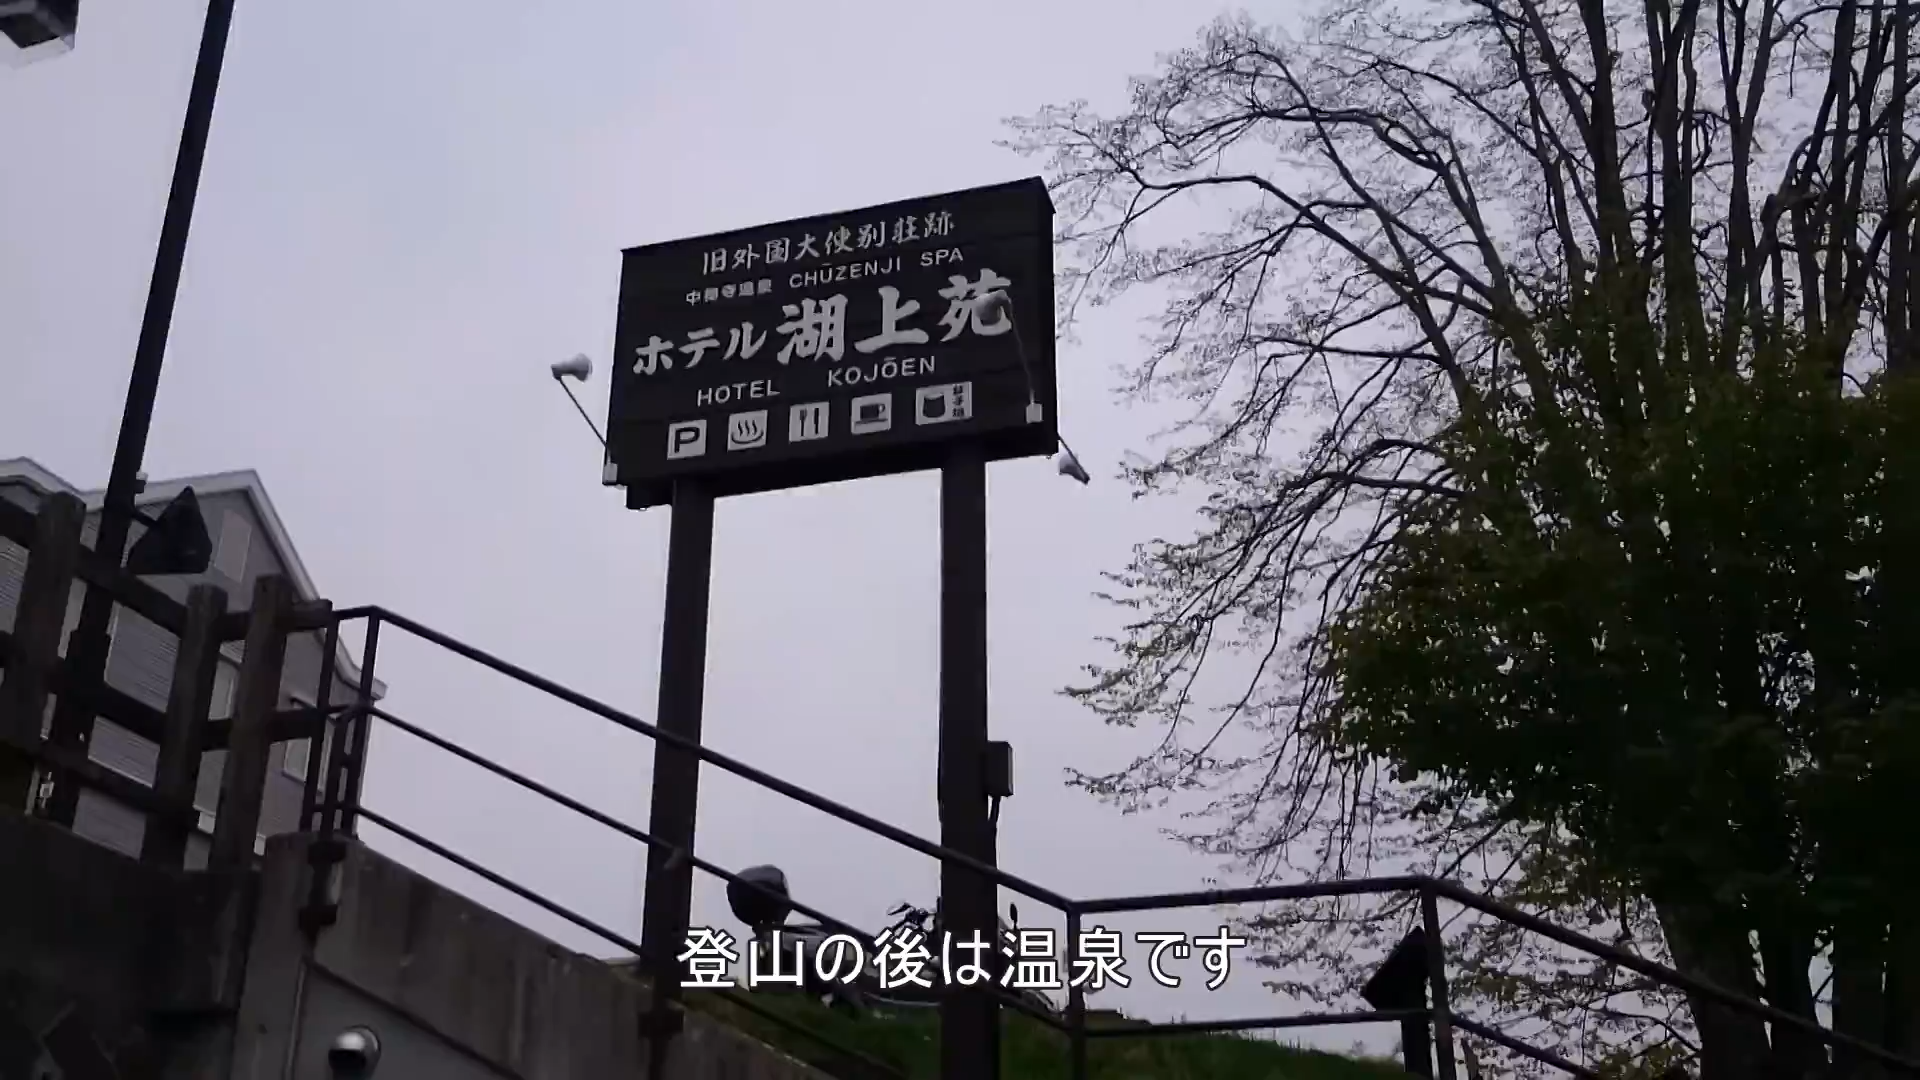 旧外国大使別荘跡
中禅寺温泉 CHŪZENJI SPA
ホテル 湖上苑
HOTEL KOJŌEN
P
登山の後は温泉です